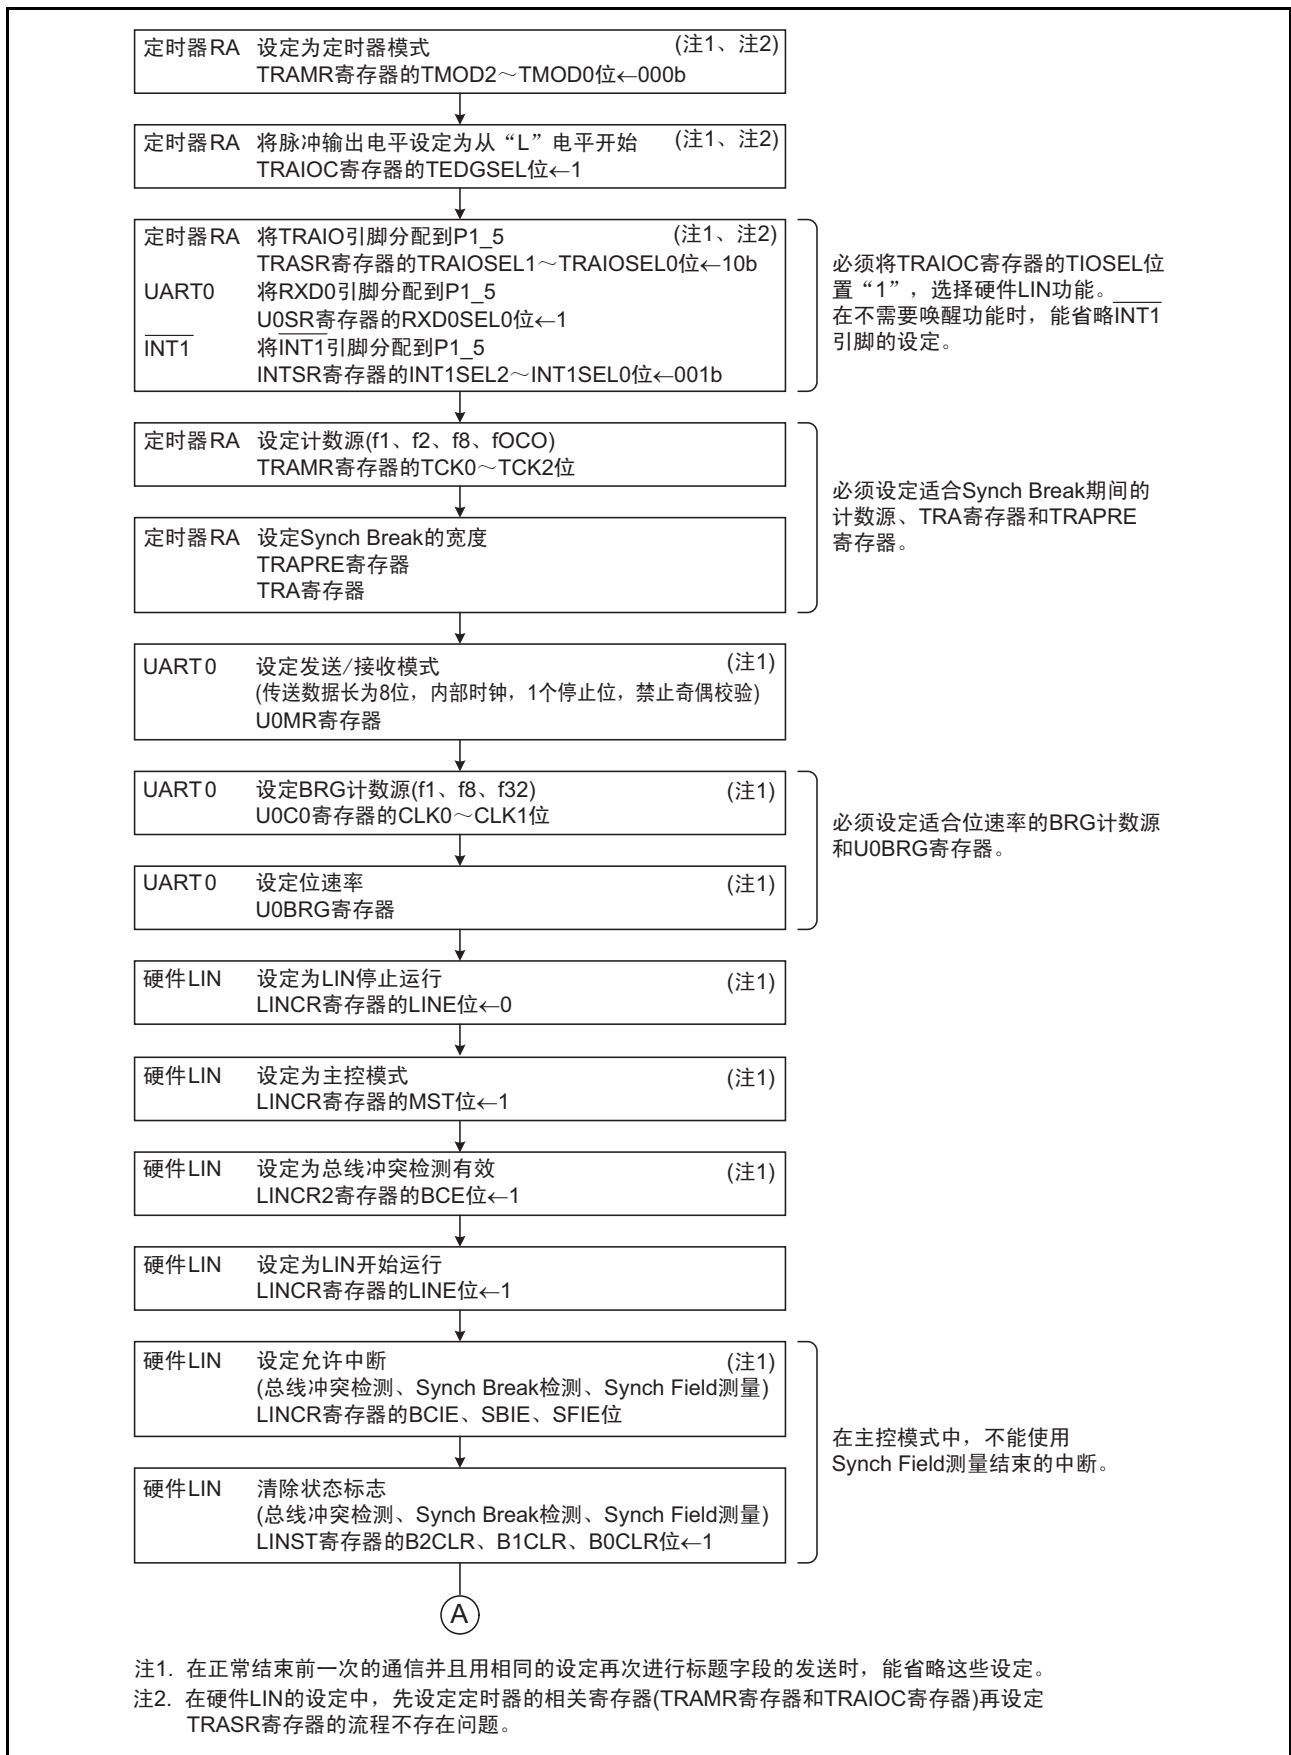 定时器RA 设定为定时器模式 (注1、注2)
TRAMR寄存器的TMOD2～TMOD0位←000b
定时器RA 将脉冲输出电平设定为从“L”电平开始 (注1、注2)
TRAIOC寄存器的TEDGSEL位←1
定时器RA 将TRAIO引脚分配到P1_5 (注1、注2)
TRASR寄存器的TRAIOSEL1～TRAIOSEL0位←10b
UART0 将RXD0引脚分配到P1_5
U0SR寄存器的RXD0SEL0位←1
INT1 将INT1引脚分配到P1_5
INTSR寄存器的INT1SEL2～INT1SEL0位←001b
必须将TRAIOC寄存器的TIOSEL位
置“1”，选择硬件LIN功能。
在不需要唤醒功能时，能省略INT1
引脚的设定。
定时器RA 设定计数源(f1、f2、f8、fOCO)
TRAMR寄存器的TCK0～TCK2位
定时器RA 设定Synch Break的宽度
TRAPRE寄存器
TRA寄存器
必须设定适合Synch Break期间的
计数源、TRA寄存器和TRAPRE
寄存器。
UART0 设定发送/接收模式 (注1)
(传送数据长为8位，内部时钟，1个停止位，禁止奇偶校验)
U0MR寄存器
UART0 设定BRG计数源(f1、f8、f32) (注1)
U0C0寄存器的CLK0～CLK1位
UART0 设定位速率 (注1)
U0BRG寄存器
必须设定适合位速率的BRG计数源
和U0BRG寄存器。
硬件LIN 设定为LIN停止运行 (注1)
LINCR寄存器的LINE位←0
硬件LIN 设定为主控模式 (注1)
LINCR寄存器的MST位←1
硬件LIN 设定为总线冲突检测有效 (注1)
LINCR2寄存器的BCE位←1
硬件LIN 设定为LIN开始运行
LINCR寄存器的LINE位←1
硬件LIN 设定允许中断 (注1)
(总线冲突检测、Synch Break检测、Synch Field测量)
LINCR寄存器的BCIE、SBIE、SFIE位
硬件LIN 清除状态标志
(总线冲突检测、Synch Break检测、Synch Field测量)
LINST寄存器的B2CLR、B1CLR、B0CLR位←1
在主控模式中，不能使用
Synch Field测量结束的中断。
A
注1. 在正常结束前一次的通信并且用相同的设定再次进行标题字段的发送时，能省略这些设定。
注2. 在硬件LIN的设定中，先设定定时器的相关寄存器(TRAMR寄存器和TRAIOC寄存器)再设定
TRASR寄存器的流程不存在问题。